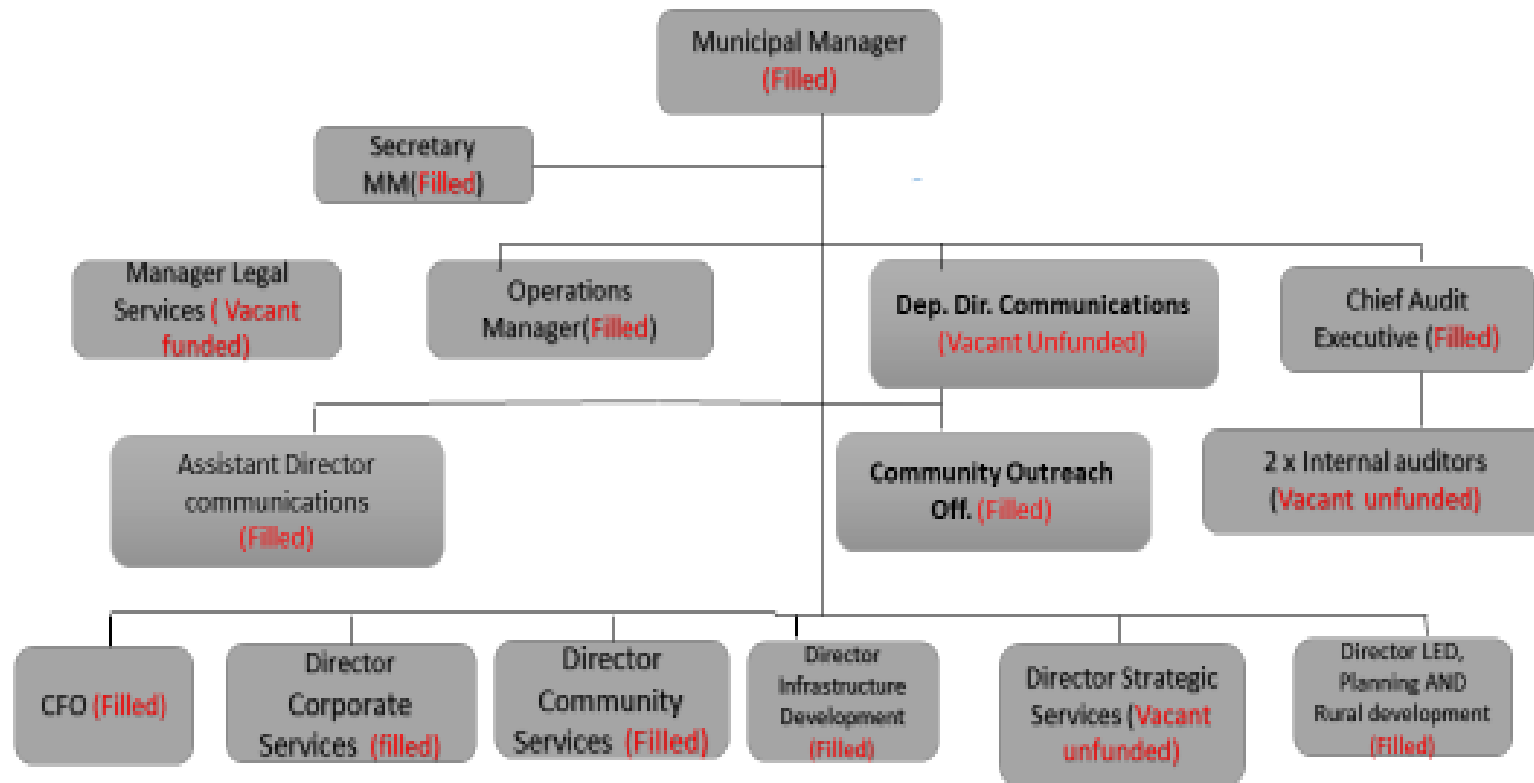 Municipal Manager
(Filled)
Secretary
MM(Filled)
Manager Legal
Services ( Vacant
funded)
Operations
Manager(Filled)
Dep. Dir. Communications
(Vacant Unfunded)
Chief Audit
Executive (Filled)
Assistant Director
communications
(Filled)
Community Outreach
Off. (Filled)
2 x Internal auditors
(Vacant unfunded)
CFO (Filled)
Director
Corporate
Services (filled)
Director
Community
Services (Filled)
Director
Infrastructure
Development
(Filled)
Director Strategic
Services (Vacant
unfunded)
Director LED,
Planning AND
Rural development
(Filled)